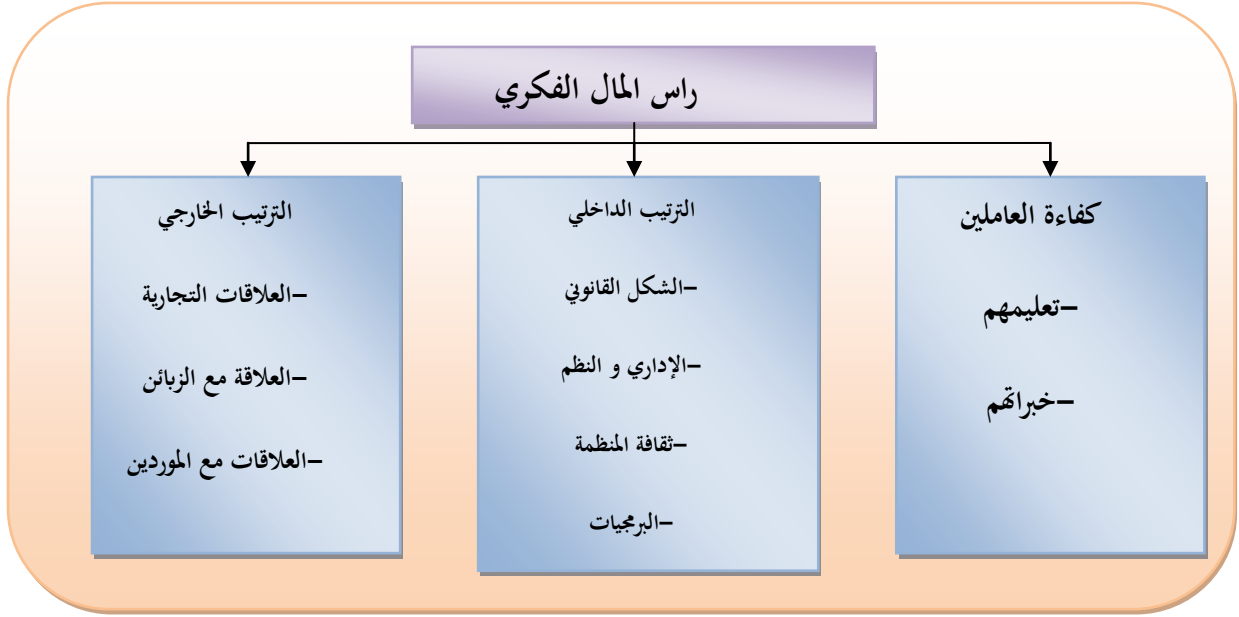 راس المال الفكري
كفاءة العاملين
–تعليمهم
–خبراتهم
الترتيب الداخلي
–الشكل القانوني
–الإداري و النظم
–ثقافة المنظمة
–البرمجيات
الترتيب الخارجي
–العلاقات التجارية
–العلاقة مع الزبائن
–العلاقات مع الموردين